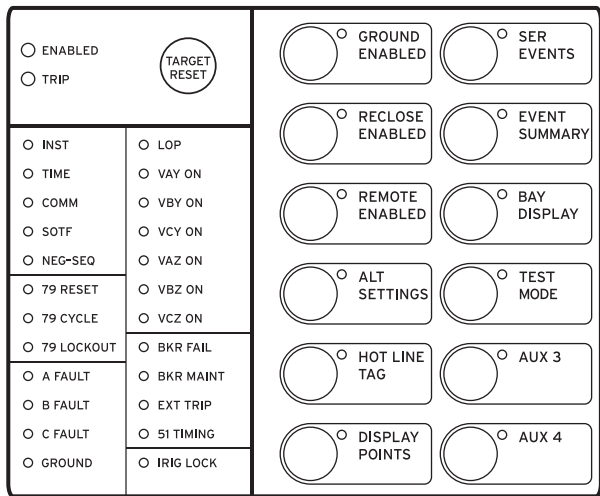 ENABLED
TRIP
TARGET
RESET
INST
TIME
COMM
SOTF
NEG-SEQ
79 RESET
79 CYCLE
79 LOCKOUT
A FAULT
B FAULT
C FAULT
GROUND
LOP
VAY ON
VBY ON
VCY ON
VAZ ON
VBZ ON
VCZ ON
BKR FAIL
BKR MAINT
EXT TRIP
51 TIMING
IRIG LOCK
GROUND
ENABLED
RECLOSE
ENABLED
REMOTE
ENABLED
ALT
SETTINGS
HOT LINE
TAG
DISPLAY
POINTS
SER
EVENTS
EVENT
SUMMARY
BAY
DISPLAY
TEST
MODE
AUX 3
AUX 4